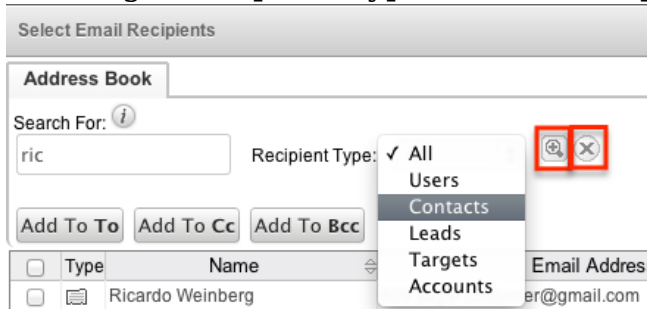 Select Email Recipients
Address Book
Search For: i
ric
Recipient Type: ✓ All
Users
Contacts
Leads
Targets
Accounts
Add To To Add To Cc Add To Bcc
Type Name Email Addres
Ricardo Weinberg er@gmail.com